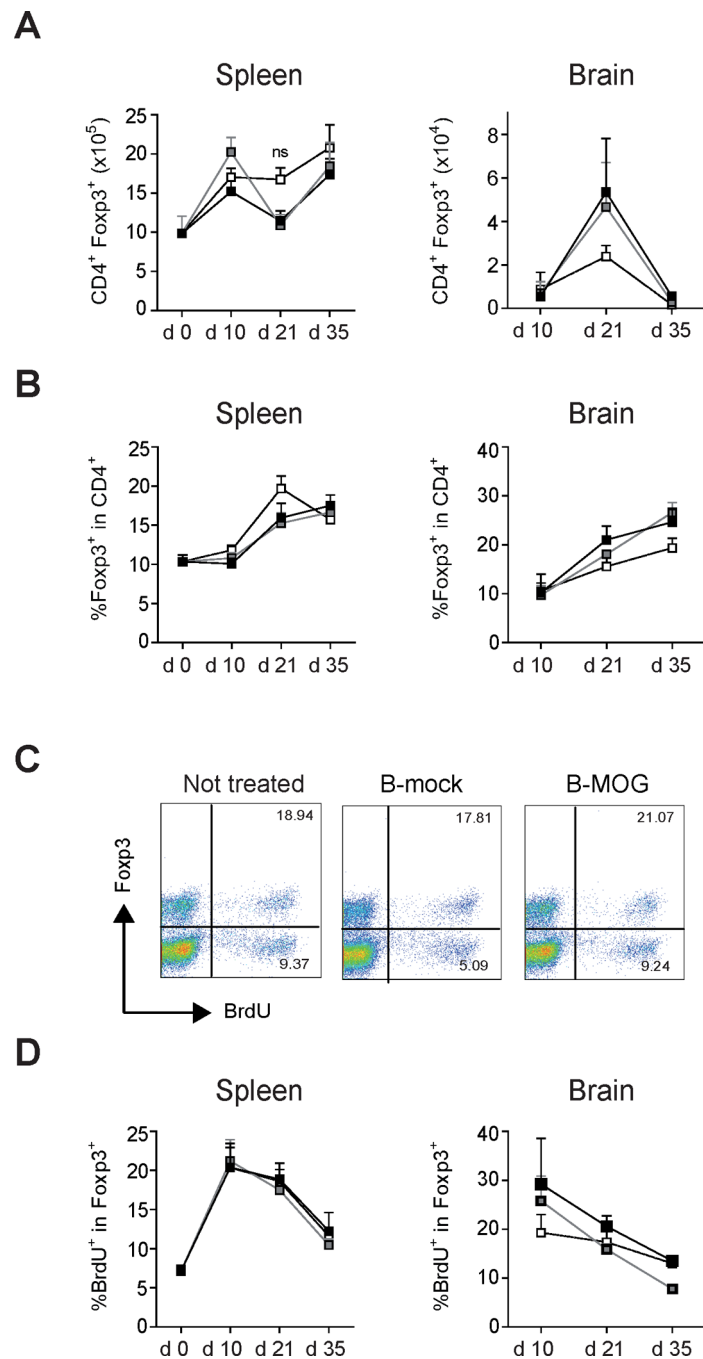 A
Spleen
Brain
CD4+ Foxp3+ (x10^5)
25
20
15
10
5
0
ns
d 0
d 10
d 21
d 35
CD4+ Foxp3+ (x10^4)
8
6
4
2
0
d 10
d 21
d 35
B
Spleen
Brain
%Foxp3+ in CD4+
25
20
15
10
5
0
d 0
d 10
d 21
d 35
%Foxp3+ in CD4+
40
30
20
10
0
d 10
d 21
d 35
C
Not treated
B-mock
B-MOG
18.94
17.81
21.07
Foxp3
9.37
5.09
9.24
BrdU
D
Spleen
Brain
%BrdU+ in Foxp3+
25
20
15
10
5
0
d 0
d 10
d 21
d 35
%BrdU+ in Foxp3+
40
30
20
10
0
d 10
d 21
d 35